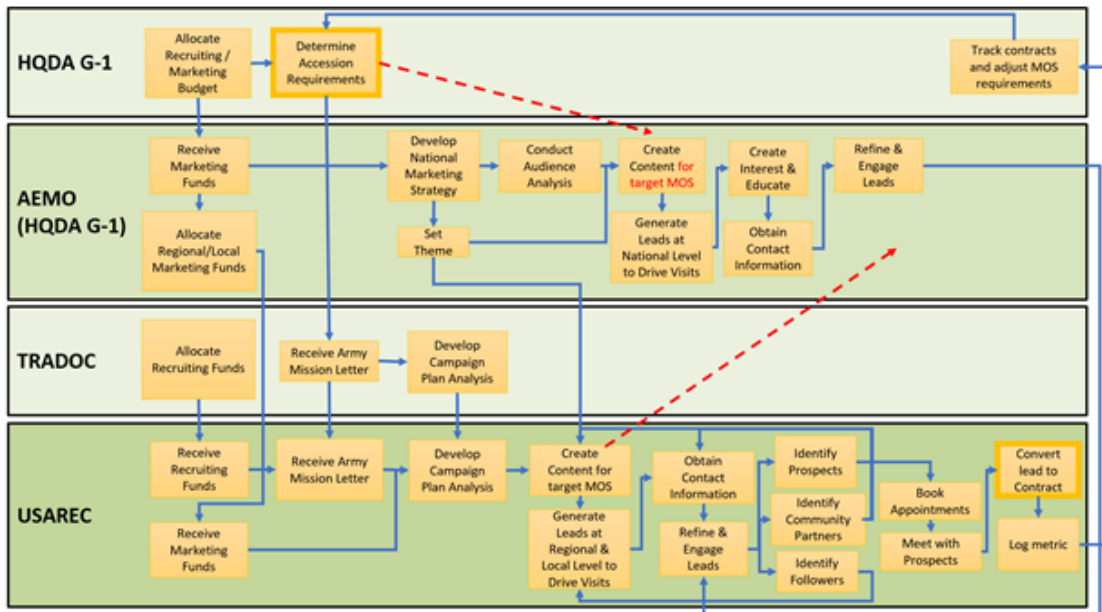 HQDA G-1
Allocate
Recruiting /
Marketing
Budget
Determine
Accession
Requirements
Track contracts
and adjust MOS
requirements
AEMO
(HQDA G-1)
Receive
Marketing
Funds
Develop
National
Marketing
Strategy
Conduct
Audience
Analysis
Create
Content for
target MOS
Create
Interest &
Educate
Refine &
Engage
Leads
Allocate
Regional/Local
Marketing Funds
Set
Theme
Generate
Leads at
National Level
to Drive Visits
Obtain
Contact
Information
TRADOC
Allocate
Recruiting Funds
Receive Army
Mission Letter
Develop
Campaign
Plan Analysis
USAREC
Receive
Recruiting
Funds
Receive Army
Mission Letter
Develop
Campaign
Plan Analysis
Create
Content for
target MOS
Obtain
Contact
Information
Identify
Prospects
Convert
lead to
Contract
Book
Appointments
Receive
Marketing
Funds
Generate
Leads at
Regional &
Local Level to
Drive Visits
Refine &
Engage
Leads
Identify
Community
Partners
Identify
Followers
Meet with
Prospects
Log metric